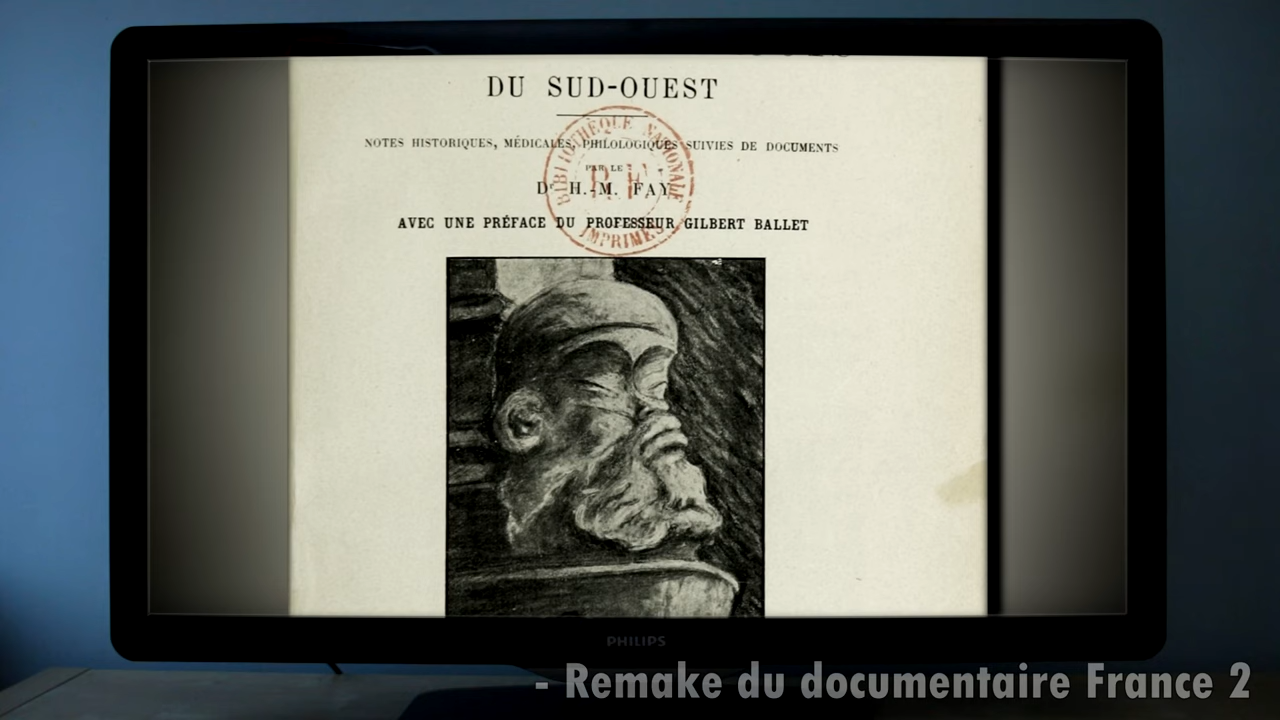 DU SUD-OUEST
NOTES HISTORIQUES, MÉDICALES, PHILOLOGIQUES SUIVIES DE DOCUMENTS
PAR LE
Dr H.-M. FAY
AVEC UNE PRÉFACE DU PROFESSEUR GILBERT BALLET
BIBLIOTHÈQUE NATIONALE
R.F.
IMPRIMÉS
PHILIPS
- Remake du documentaire France 2